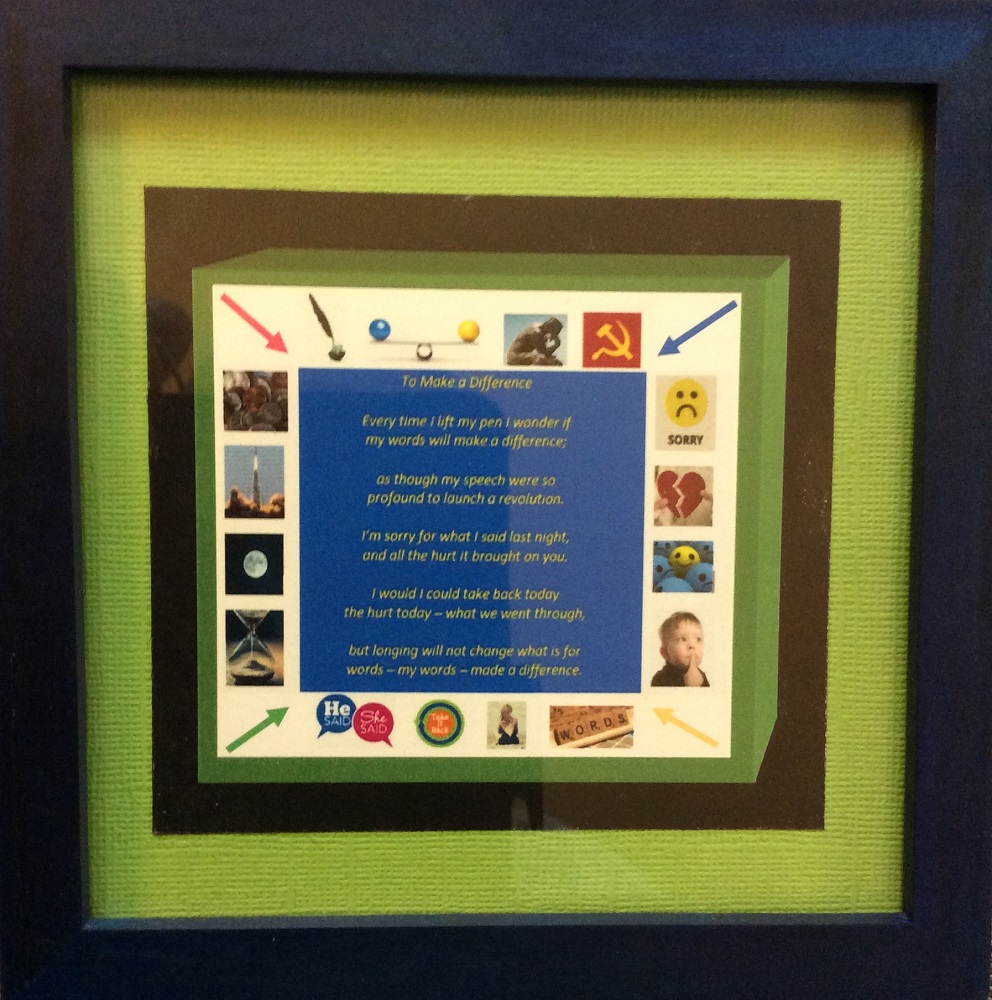 To Make a Difference
Every time I lift my pen I wonder if
my words will make a difference;
as though my speech were so
profound to launch a revolution.
I'm sorry for what I said last night,
and all the hurt it brought on you.
I would I could take back today
the hurt today – what we went through,
but longing will not change what is for
words – my words – made a difference.
SORRY
He
SAID
She
SAID
Take
It
Back
WORDS